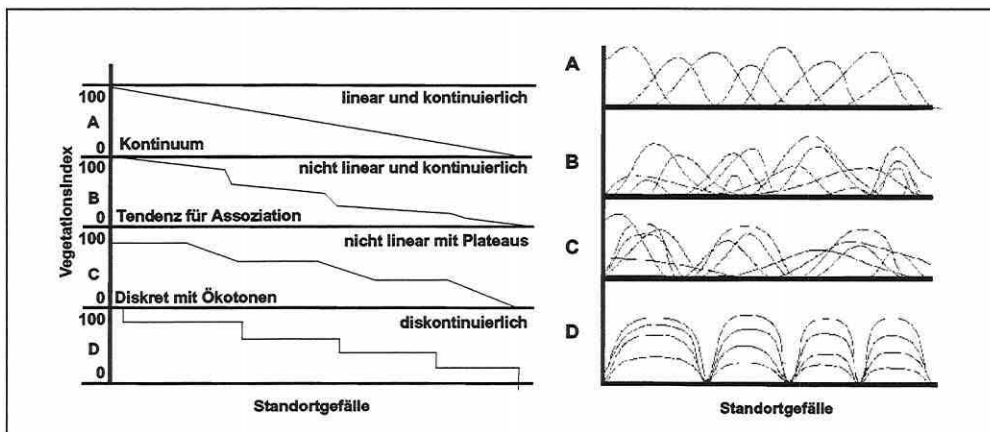 VegetationsIndex
100
A
0
linear und kontinuierlich
Kontinuum
100
B
0
nicht linear und kontinuierlich
Tendenz für Assoziation
100
C
0
nicht linear mit Plateaus
Diskret mit Ökotonen
100
D
0
diskontinuierlich
Standortgefälle
A
B
C
D
Standortgefälle